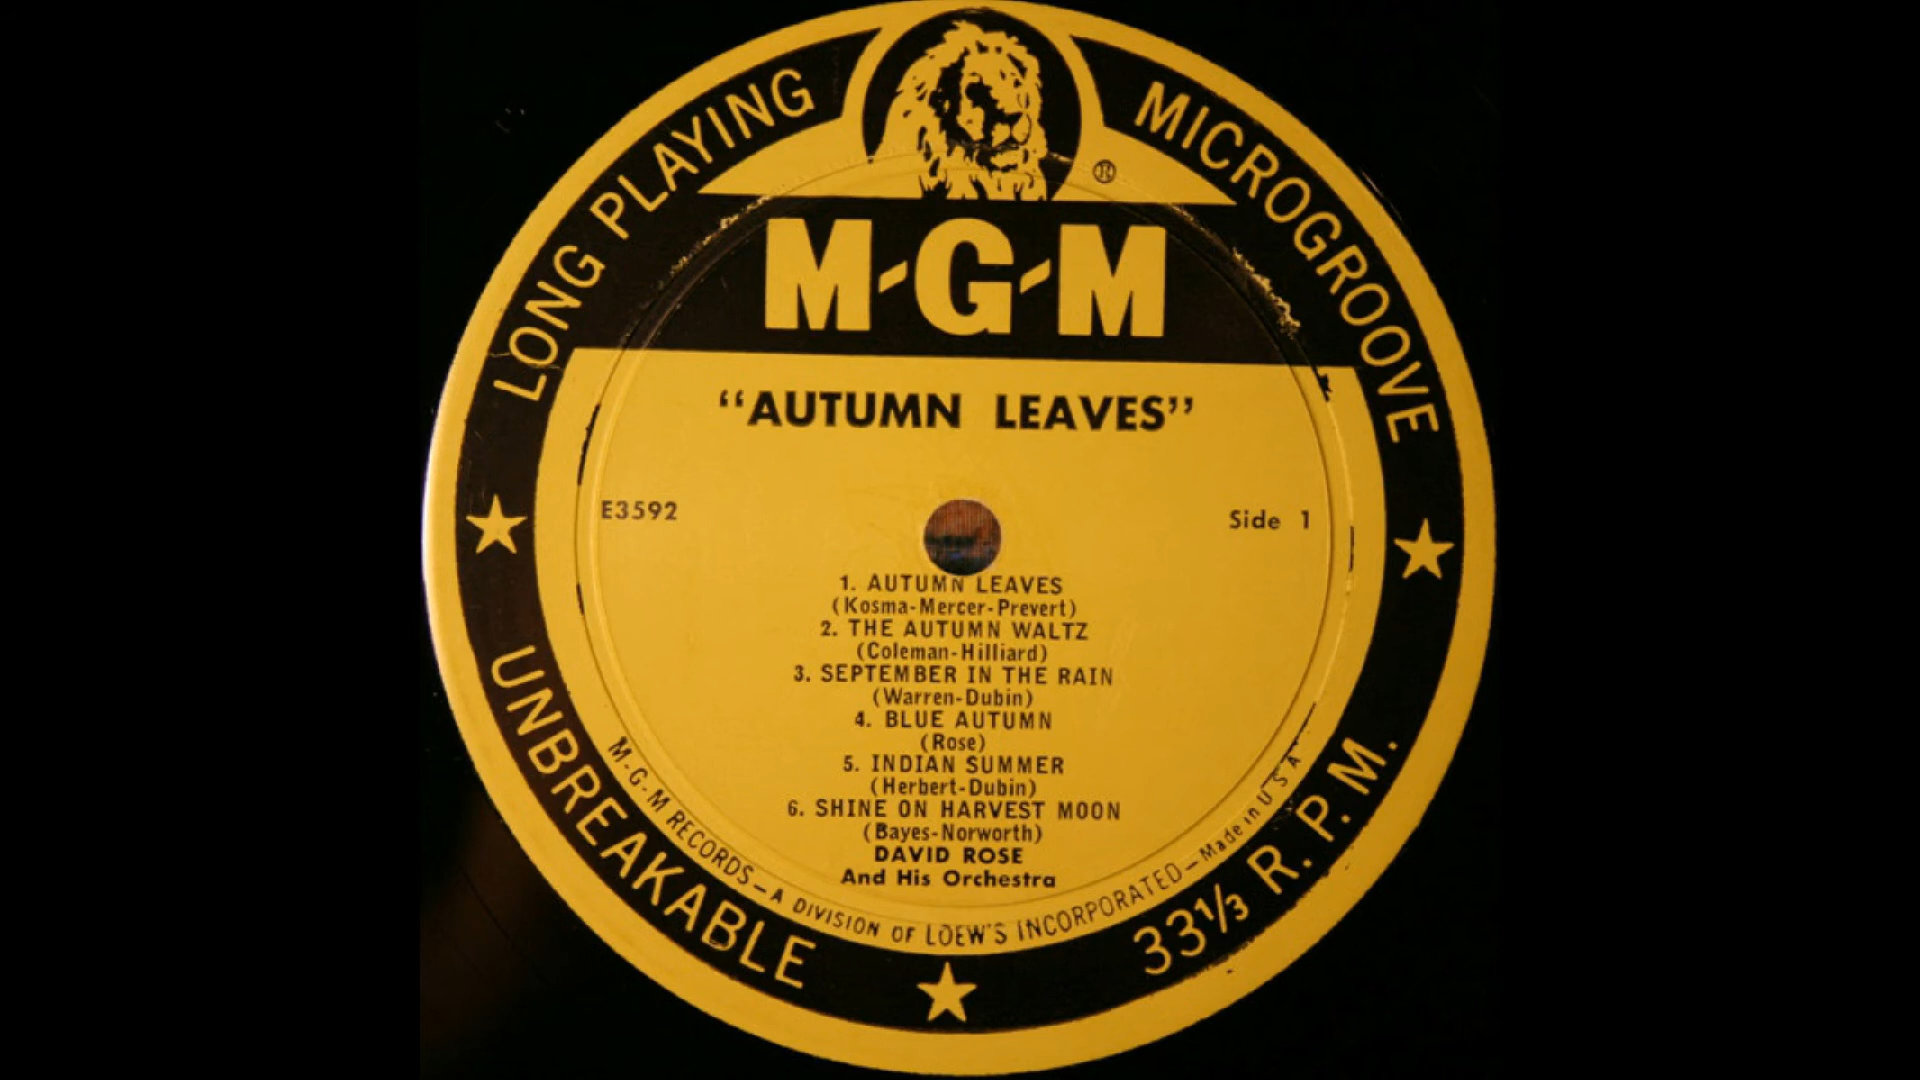 LONG PLAYING
MICROGROOVE
®
M-G-M
“AUTUMN LEAVES”
E3592
Side 1
1. AUTUMN LEAVES
(Kosma-Mercer-Prevert)
2. THE AUTUMN WALTZ
(Coleman-Hilliard)
3. SEPTEMBER IN THE RAIN
(Warren-Dubin)
4. BLUE AUTUMN
(Rose)
5. INDIAN SUMMER
(Herbert-Dubin)
6. SHINE ON HARVEST MOON
(Bayes-Norworth)
DAVID ROSE
And His Orchestra
M-G-M RECORDS—A DIVISION OF LOEW'S INCORPORATED—Made in U S A
UNBREAKABLE
33⅓ R. P. M.